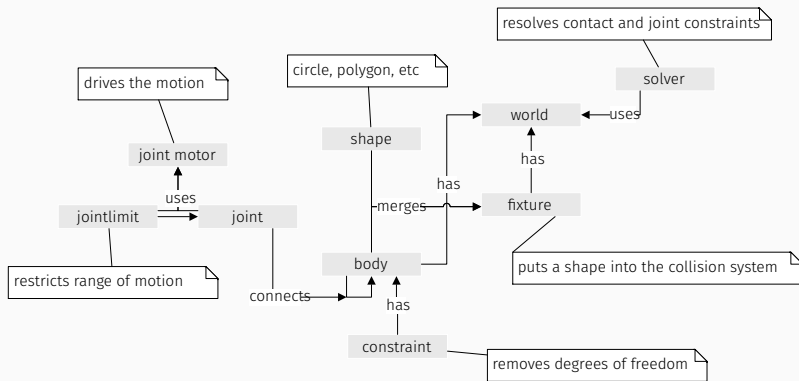 resolves contact and joint constraints
circle, polygon, etc
drives the motion
solver
world
uses
shape
joint motor
has
has
uses
merges
fixture
jointlimit
joint
body
puts a shape into the collision system
restricts range of motion
connects
has
constraint
removes degrees of freedom